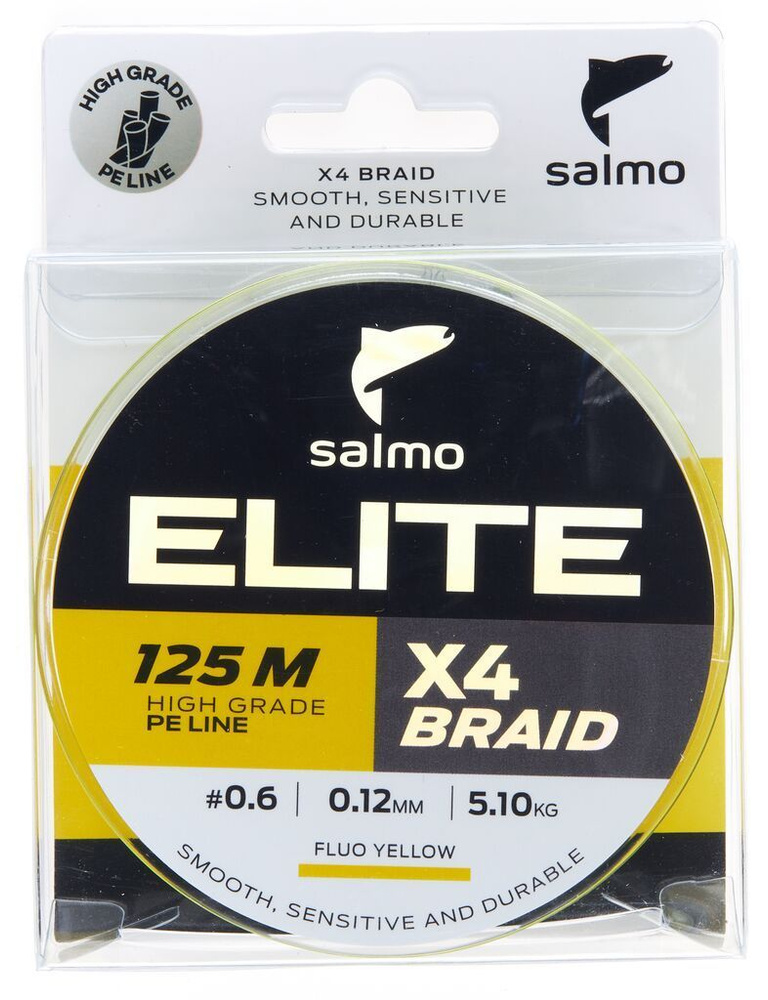 HIGH GRADE
PE LINE
salmo
X4 BRAID
SMOOTH, SENSITIVE
AND DURABLE
salmo
ELITE
125 M
HIGH GRADE
PE LINE
X4
BRAID
#0.6 | 0.12MM | 5.10KG
FLUO YELLOW
SMOOTH, SENSITIVE AND DURABLE